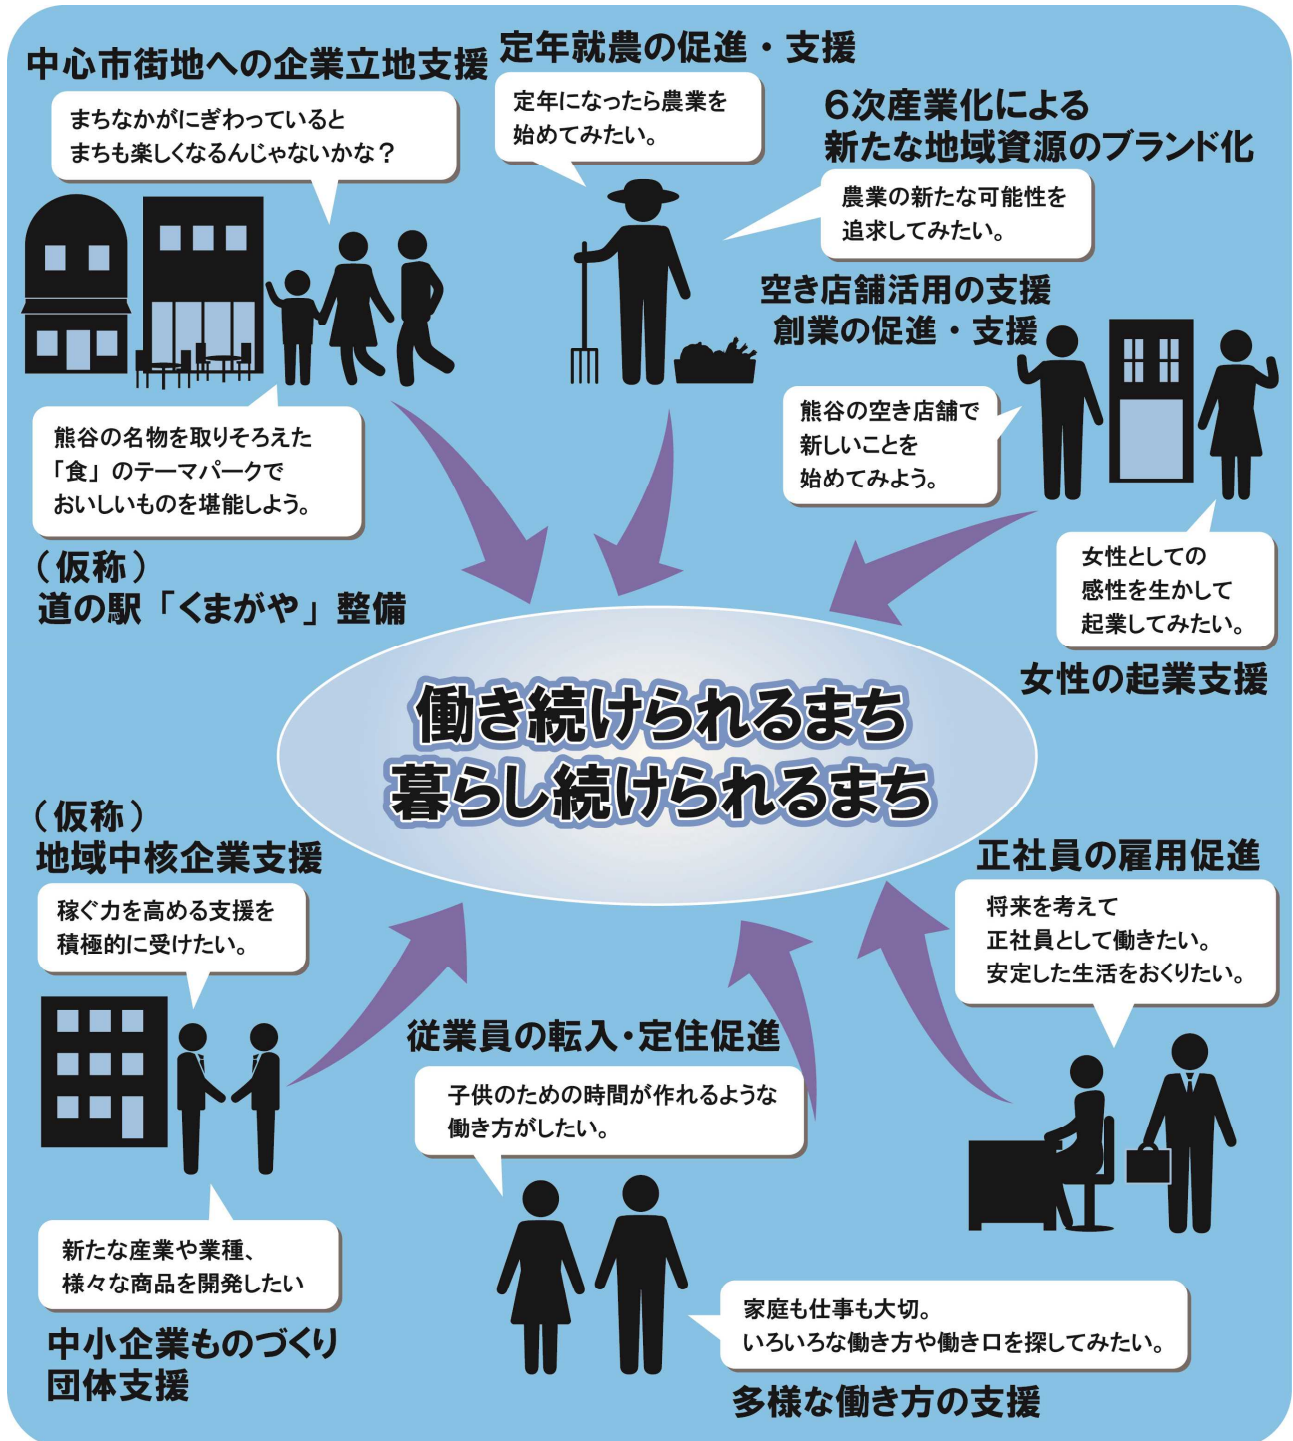 中心市街地への企業立地支援
まちなかがにぎわっていると
まちも楽しくなるんじゃないかな？
定年就農の促進・支援
定年になったら農業を
始めてみたい。
6次産業化による
新たな地域資源のブランド化
農業の新たな可能性を
追求してみたい。
空き店舗活用の支援
創業の促進・支援
熊谷の空き店舗で
新しいことを
始めてみよう。
熊谷の名物を取りそろえた
「食」のテーマパークで
おいしいものを堪能しよう。
（仮称）
道の駅「くまがや」整備
女性としての
感性を生かして
起業してみたい。
女性の起業支援
働き続けられるまち
暮らし続けられるまち
（仮称）
地域中核企業支援
稼ぐ力を高める支援を
積極的に受けたい。
正社員の雇用促進
将来を考えて
正社員として働きたい。
安定した生活をおくりたい。
従業員の転入・定住促進
子供のための時間が作れるような
働き方がしたい。
新たな産業や業種、
様々な商品を開発したい
中小企業ものづくり
団体支援
家庭も仕事も大切。
いろいろな働き方や働き口を探してみたい。
多様な働き方の支援